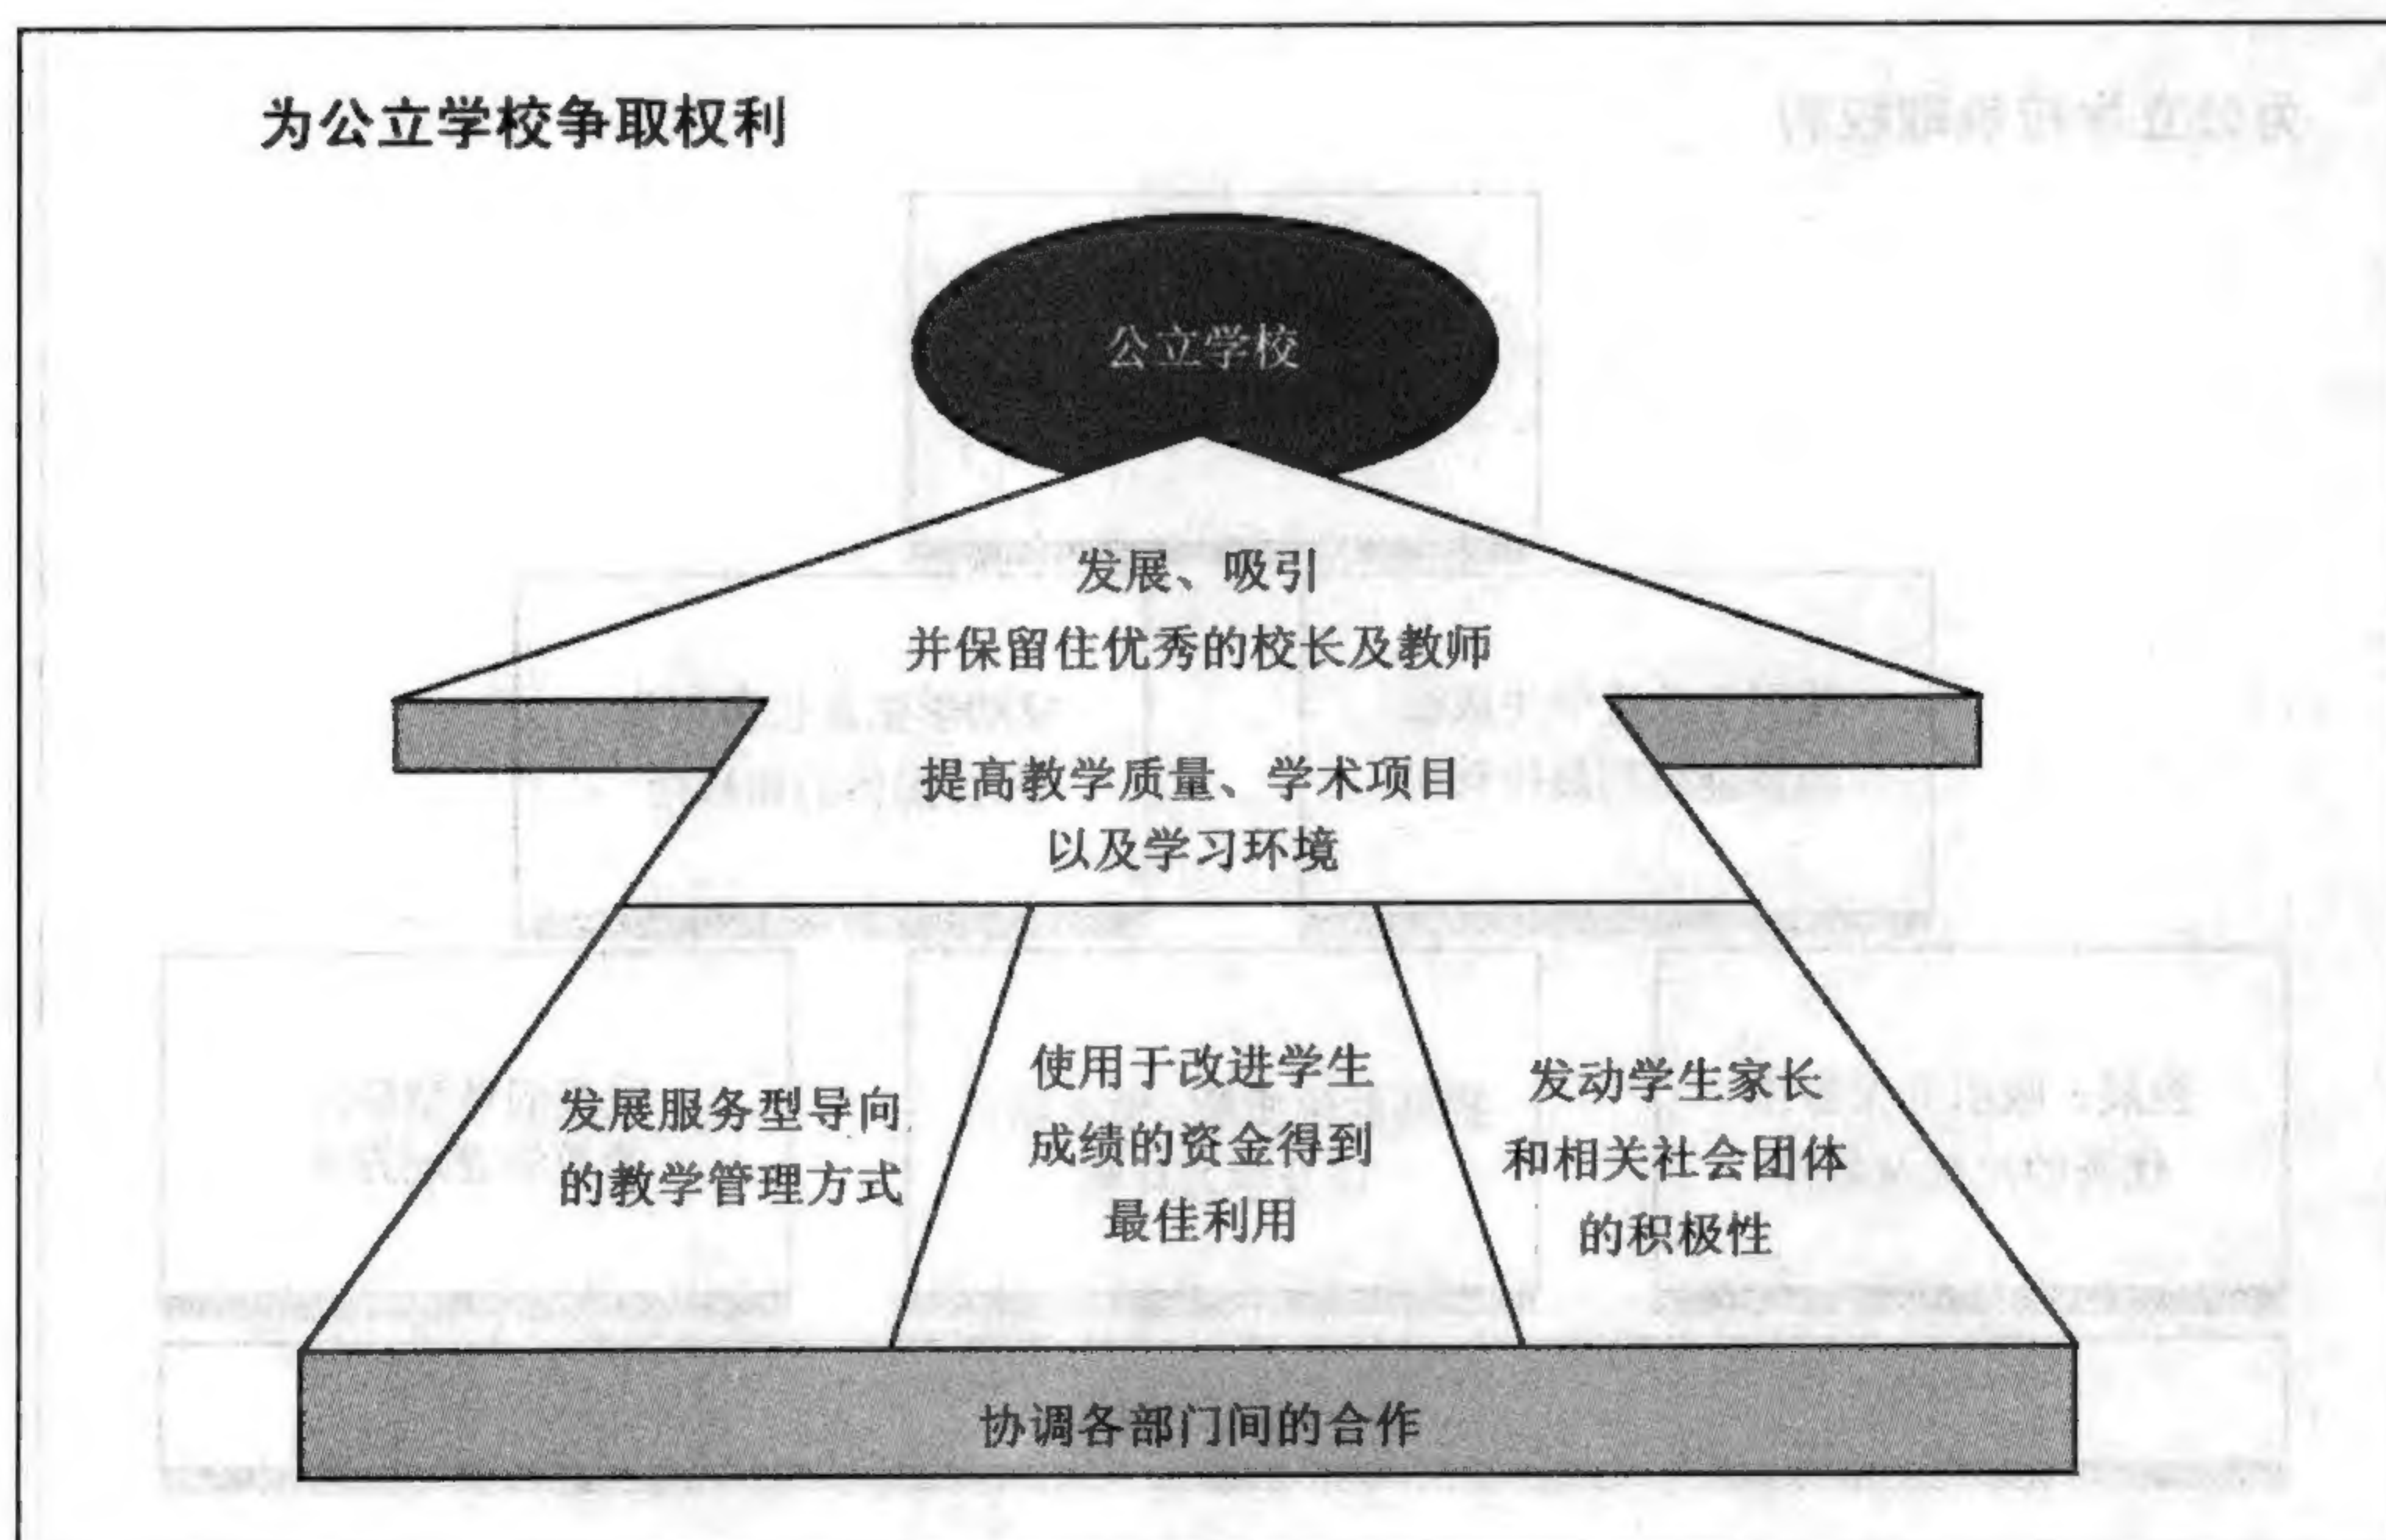 为公立学校争取权利
公立学校
发展、吸引
并保留住优秀的校长及教师
提高教学质量、学术项目
以及学习环境
发展服务型导向
的教学管理方式
使用于改进学生
成绩的资金得到
最佳利用
发动学生家长
和相关社会团体
的积极性
协调各部门间的合作